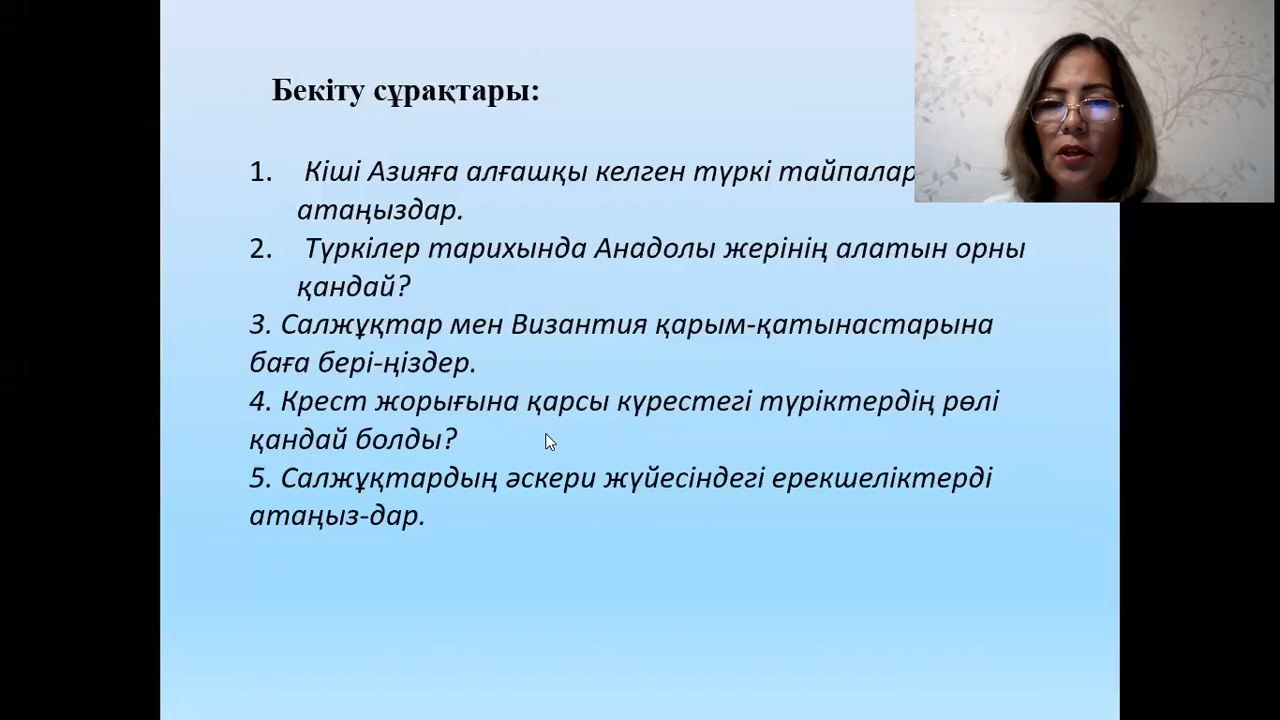 Бекіту сұрақтары:
1. Кіші Азияға алғашқы келген түркі
атаңыздар.
2. Түркілер тарихында Анадолы жерінің алатын орны
қандай?
3. Салжұқтар мен Византия қарым-қатынастарына
баға бері-ңіздер.
4. Крест жорығына қарсы күрестегі түріктердің рөлі
қандай болды?
5. Салжұқтардың әскери жүйесіндегі ерекшеліктерді
атаңыз-дар.